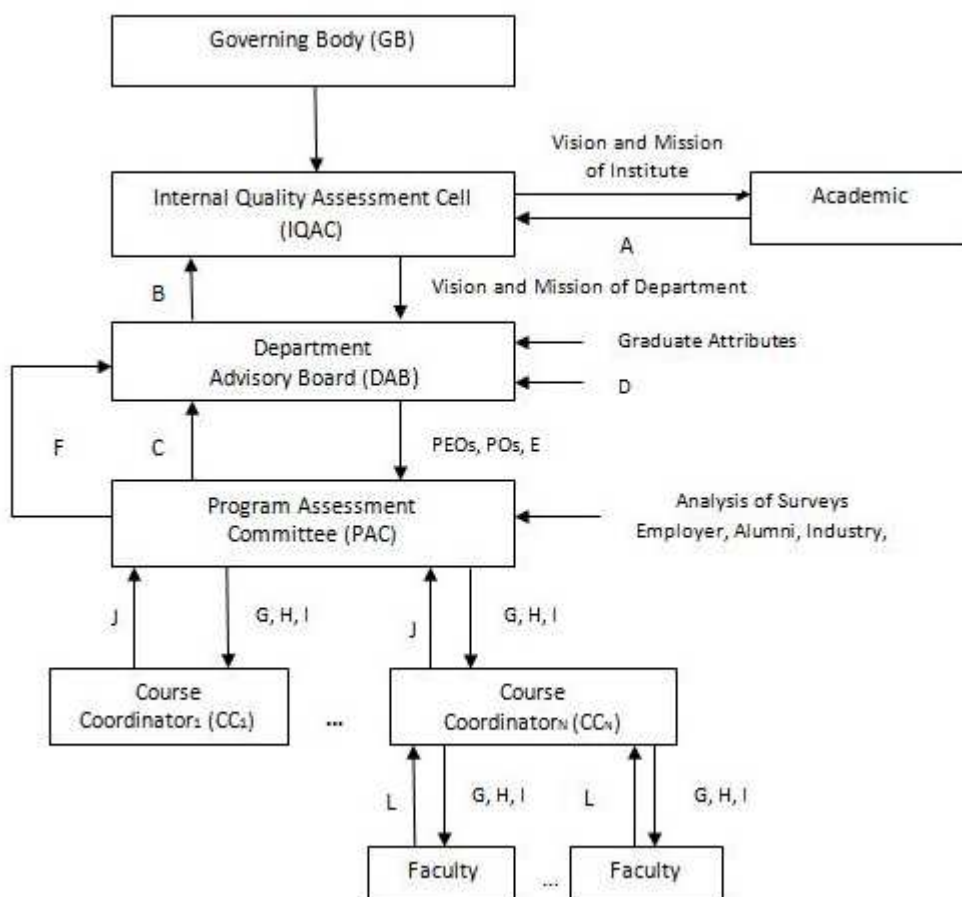 Governing Body (GB)
Vision and Mission
of Institute
Internal Quality Assessment Cell
(IQAC)
Academic
A
B
Vision and Mission of Department
Department
Advisory Board (DAB)
Graduate Attributes
D
F
C
PEOs, POs, E
Program Assessment
Committee (PAC)
Analysis of Surveys
Employer, Alumni, Industry,
J
G, H, I
J
G, H, I
Course
Coordinator₁ (CC₁)
...
Course
Coordinatorₙ (CCₙ)
L
G, H, I
L
G, H, I
Faculty
...
Faculty